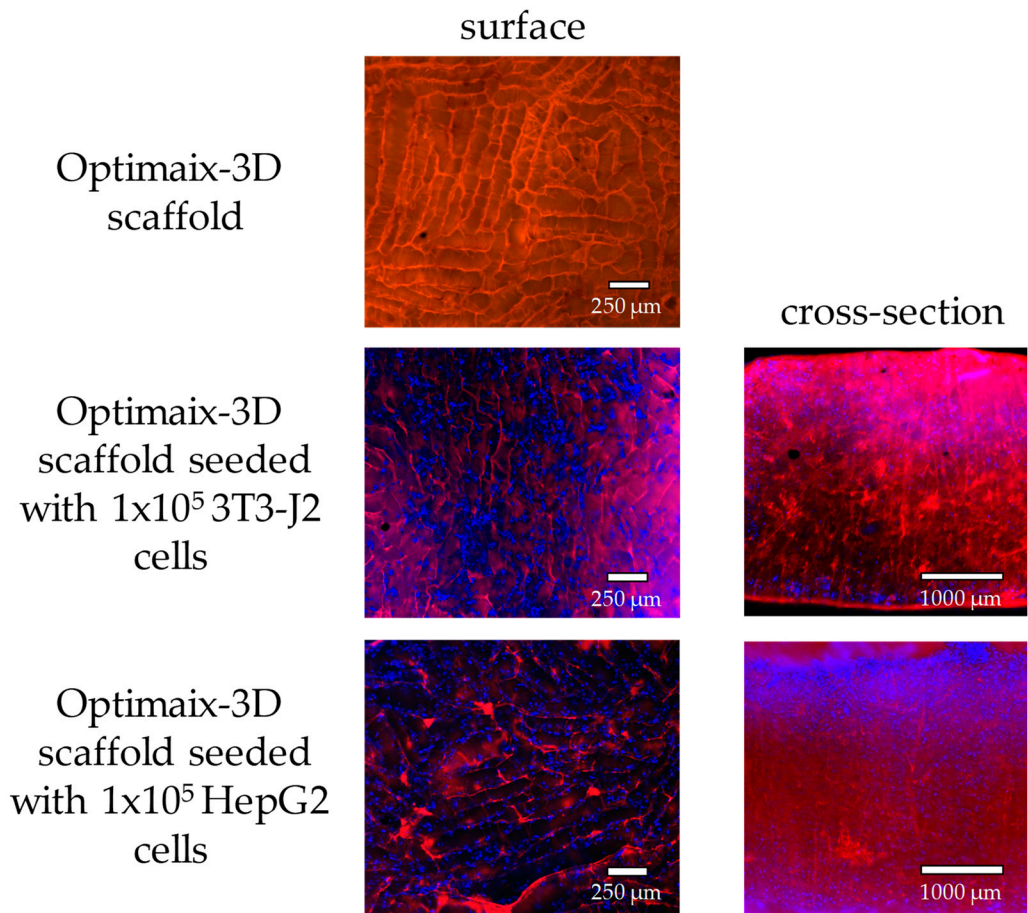 surface
Optimaix-3D
scaffold
250 µm
cross-section
Optimaix-3D
scaffold seeded
with 1x10⁵ 3T3-J2
cells
250 µm
1000 µm
Optimaix-3D
scaffold seeded
with 1x10⁵ HepG2
cells
250 µm
1000 µm